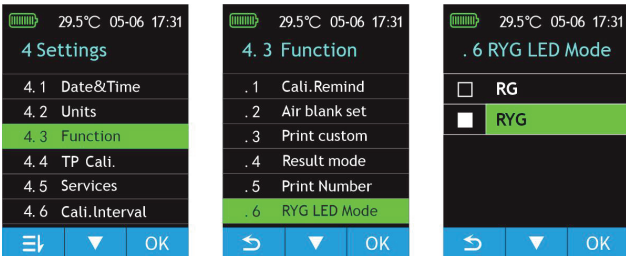 29.5℃ 05-06 17:31
4 Settings
4. 1 Date&Time
4. 2 Units
4. 3 Function
4. 4 TP Cali.
4. 5 Services
4. 6 Cali.Interval
OK
29.5℃ 05-06 17:31
4. 3 Function
. 1 Cali.Remind
. 2 Air blank set
. 3 Print custom
. 4 Result mode
. 5 Print Number
. 6 RYG LED Mode
OK
29.5℃ 05-06 17:31
. 6 RYG LED Mode
RG
RYG
OK